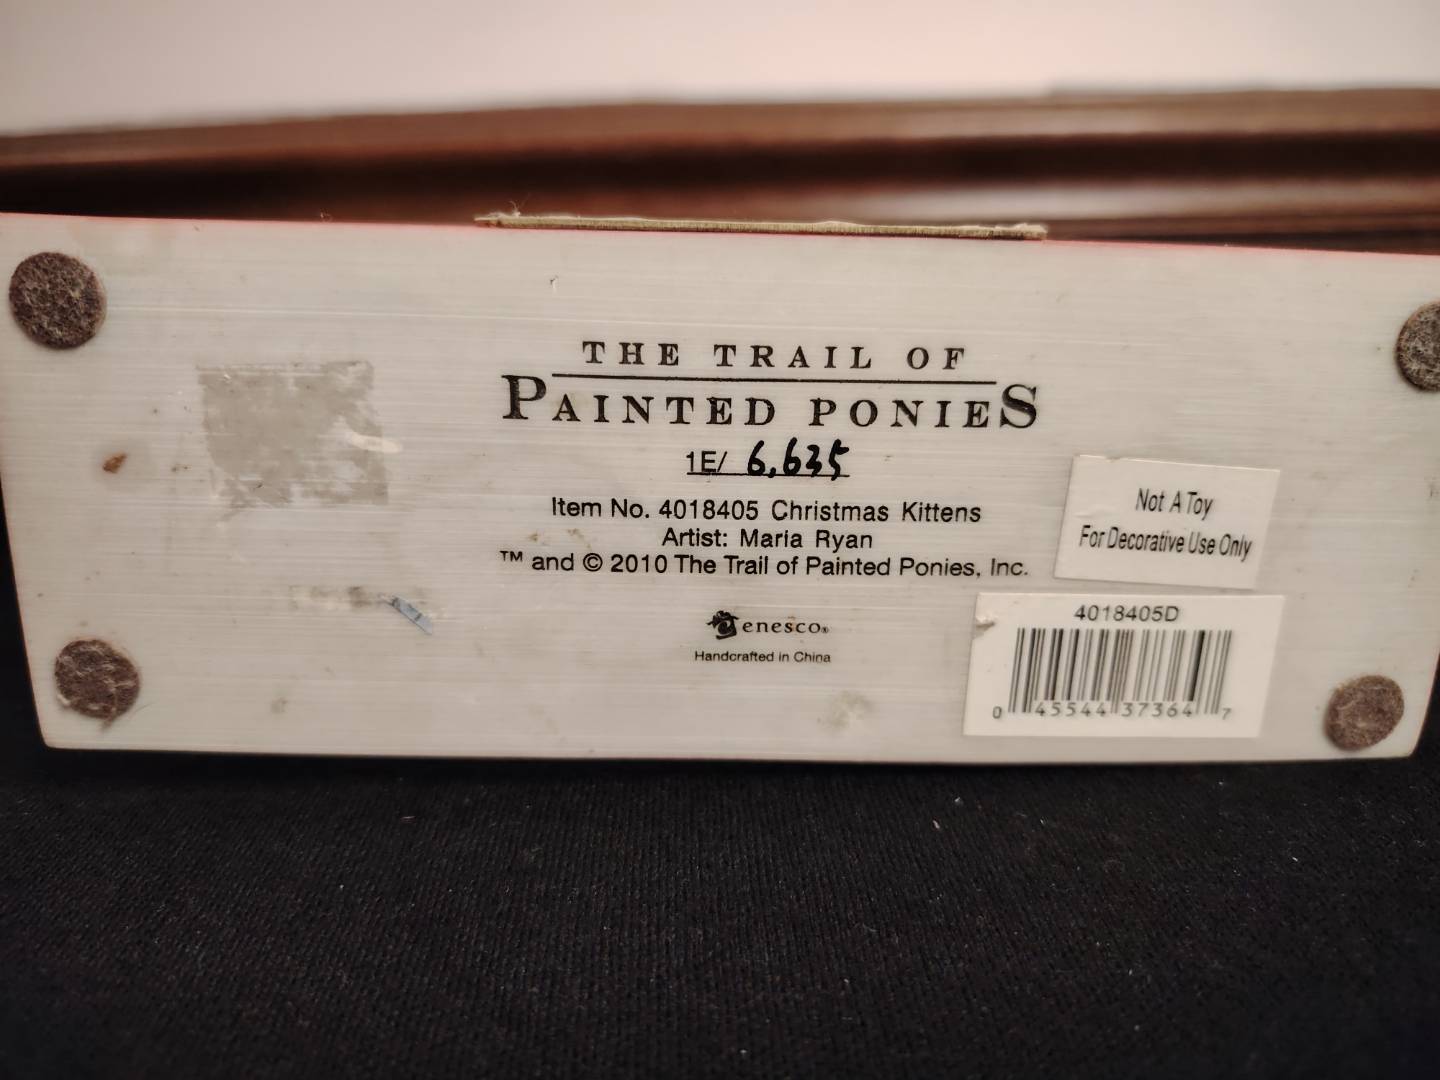 THE TRAIL OF
PAINTED PONIES
1E/ 6,635
Item No. 4018405 Christmas Kittens
Artist: Maria Ryan
™ and © 2010 The Trail of Painted Ponies, Inc.
enesco®
Handcrafted in China
Not A Toy
For Decorative Use Only
4018405D
0 45544 37364 7